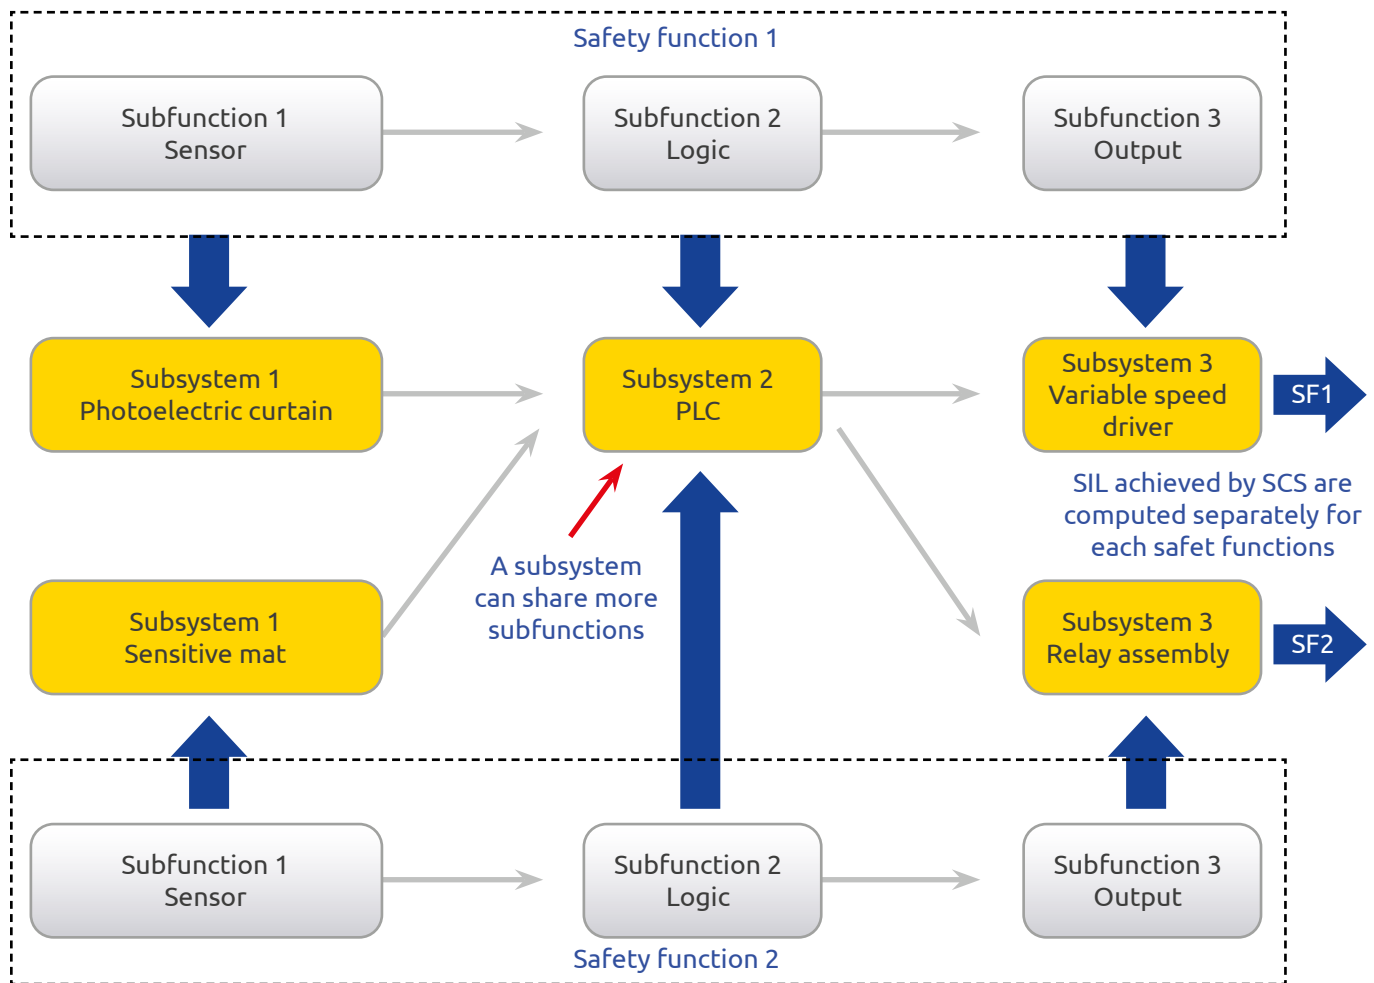 Safety function 1
Subfunction 1
Sensor
Subfunction 2
Logic
Subfunction 3
Output
Subsystem 1
Photoelectric curtain
Subsystem 2
PLC
Subsystem 3
Variable speed
driver
SF1
SIL achieved by SCS are
computed separately for
each safet functions
A subsystem
can share more
subfunctions
Subsystem 1
Sensitive mat
Subsystem 3
Relay assembly
SF2
Subfunction 1
Sensor
Subfunction 2
Logic
Subfunction 3
Output
Safety function 2